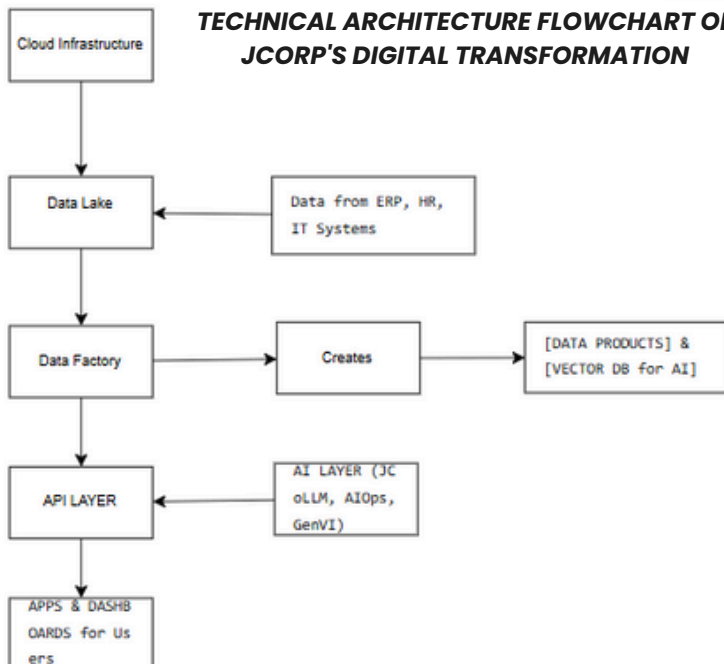 TECHNICAL ARCHITECTURE FLOWCHART OF
JCORP'S DIGITAL TRANSFORMATION
Cloud Infrastructure
Data Lake
Data from ERP, HR,
IT Systems
Data Factory
Creates
[DATA PRODUCTS] &
[VECTOR DB for AI]
API LAYER
AI LAYER (JC
oLLM, AIOps,
GenVI)
APPS & DASHB
OARDS for Us
ers